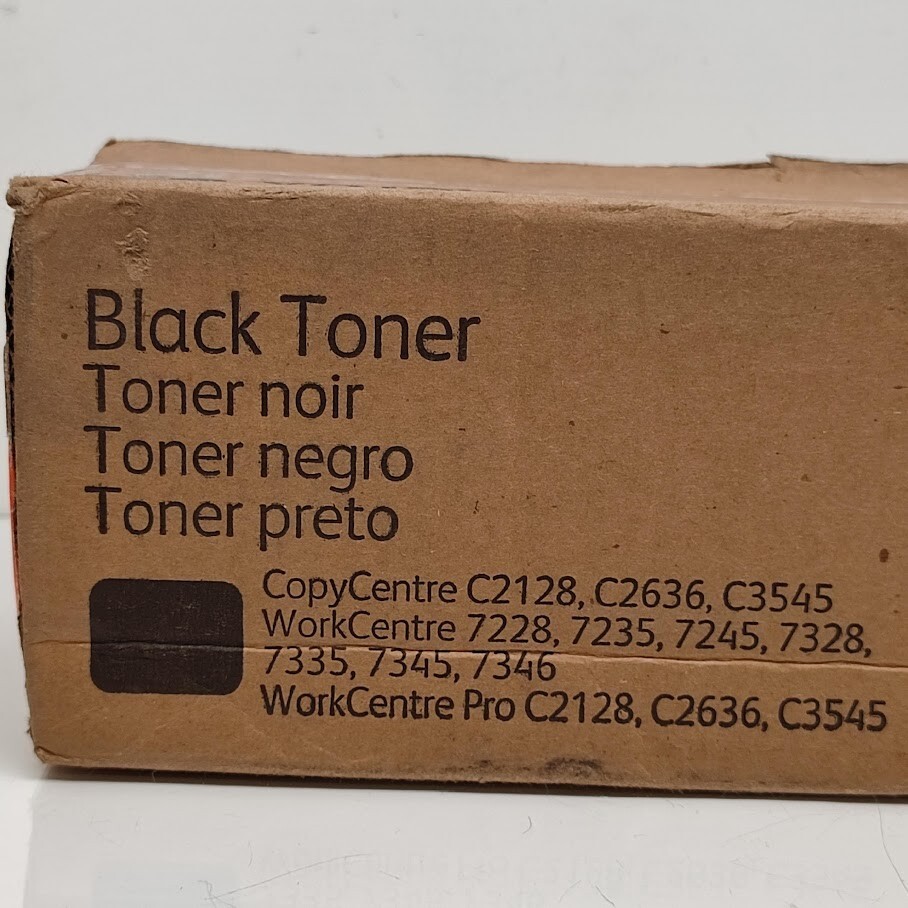 Black Toner
Toner noir
Toner negro
Toner preto
CopyCentre C2128, C2636, C3545
WorkCentre 7228, 7235, 7245, 7328,
7335, 7345, 7346
WorkCentre Pro C2128, C2636, C3545